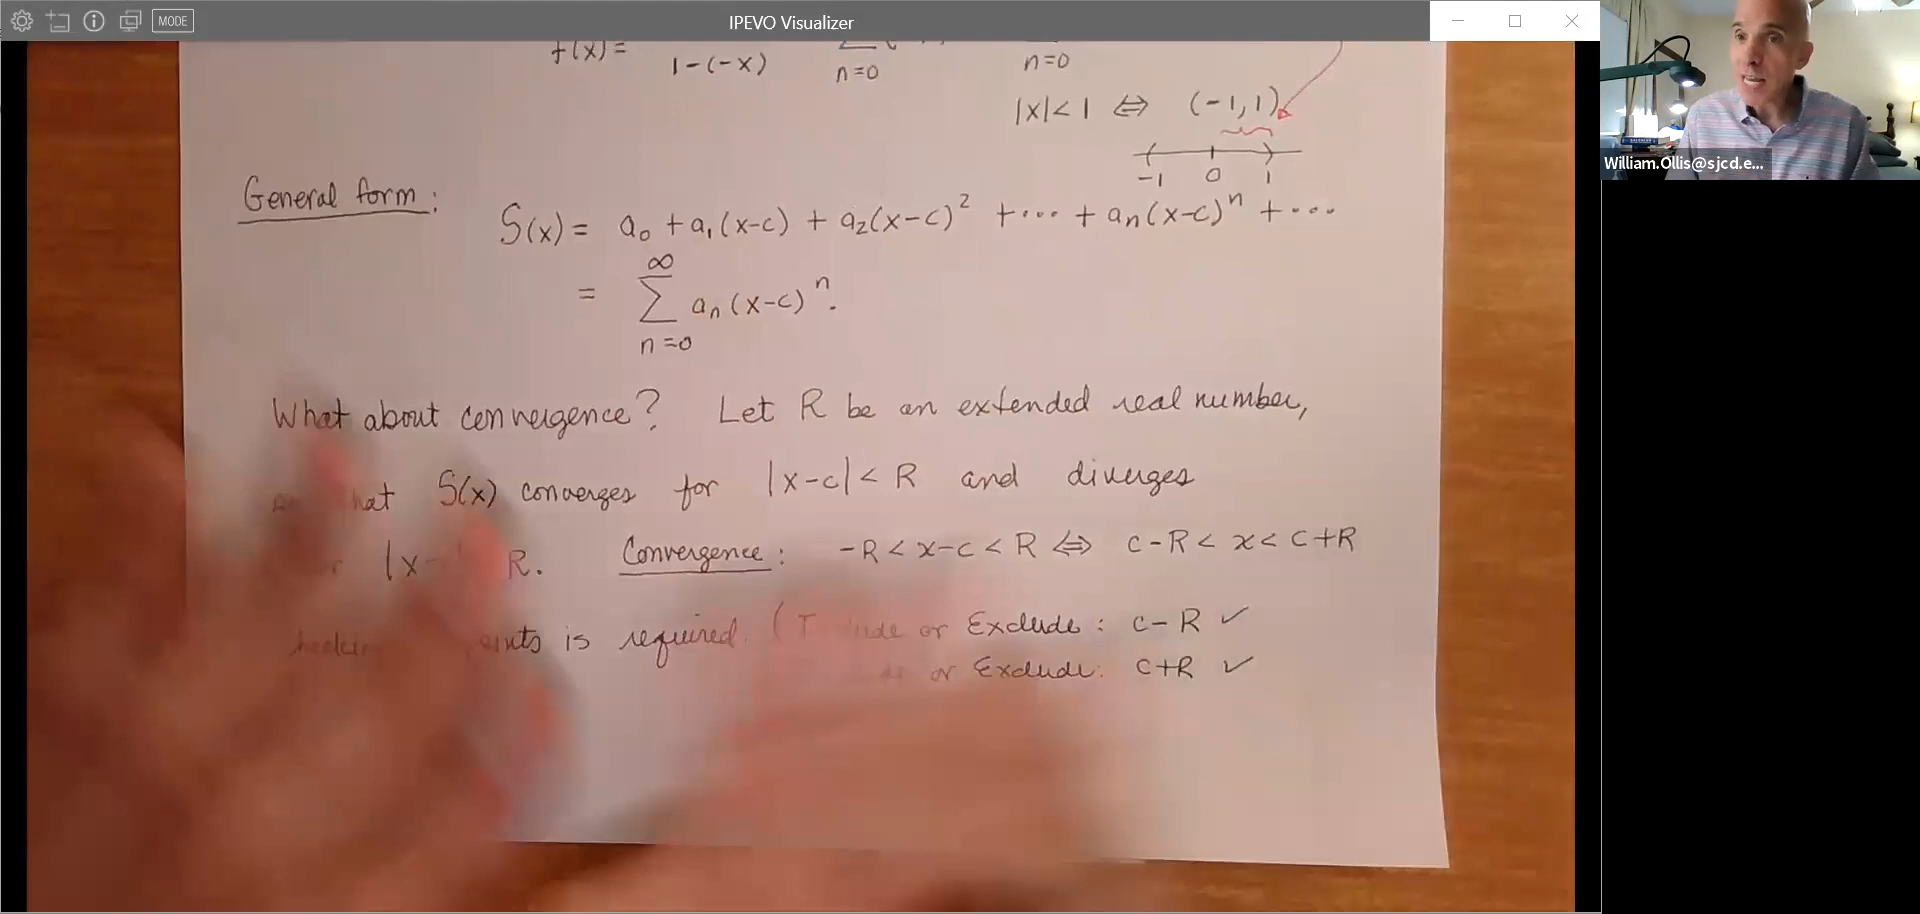 MODE
IPEVO Visualizer
f(x) =
1-(-x)
n=0
n=0
|x|<1 ⇔ (-1,1)
-1 0 1
General form:
S(x) = a₀ + a₁(x-c) + a₂(x-c)² + ··· + aₙ(x-c)ⁿ + ···
= ∞ Σ n=0 aₙ(x-c)ⁿ.
What about convergence? Let R be an extended real number,
S(x) converges for |x-c| < R and diverges
|x- R. Convergence: -R < x-c < R ⇔ c-R < x < c+R
is required. ( or Exclude: c-R ✓
or Exclude: c+R ✓
William.Ollis@sjcd.e...